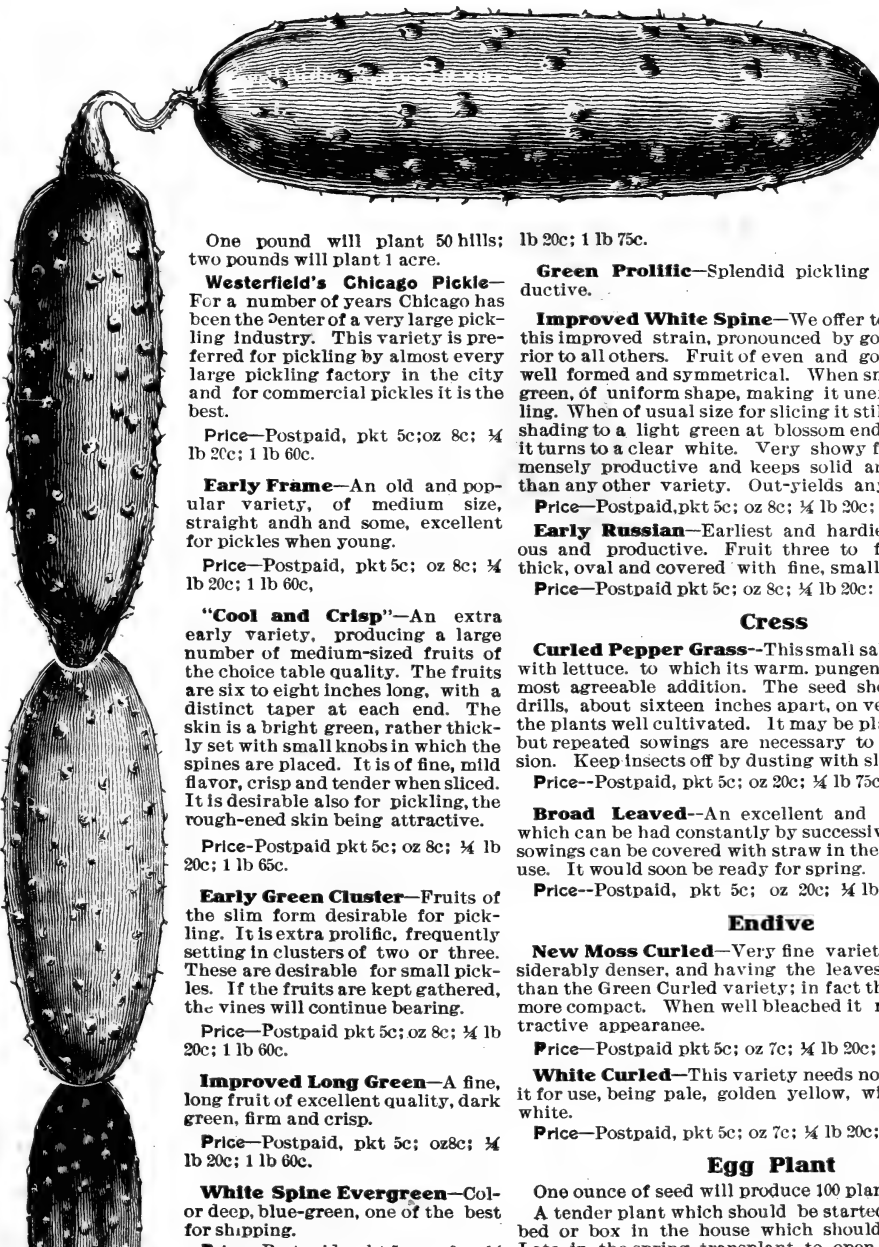 One pound will plant 50 hills;
two pounds will plant 1 acre.
Westerfield's Chicago Pickle—
For a number of years Chicago has
been the center of a very large pick-
ling industry. This variety is pre-
ferred for pickling by almost every
large pickling factory in the city
and for commercial pickles it is the
best.
Price—Postpaid, pkt 5c;oz 8c; ¼
lb 20c; 1 lb 60c.
Early Frame—An old and pop-
ular variety, of medium size,
straight andh and some, excellent
for pickles when young.
Price—Postpaid, pkt 5c; oz 8c; ¼
lb 20c; 1 lb 60c,
"Cool and Crisp"—An extra
early variety, producing a large
number of medium-sized fruits of
the choice table quality. The fruits
are six to eight inches long, with a
distinct taper at each end. The
skin is a bright green, rather thick-
ly set with small knobs in which the
spines are placed. It is of fine, mild
flavor, crisp and tender when sliced.
It is desirable also for pickling, the
rough-ened skin being attractive.
Price-Postpaid pkt 5c; oz 8c; ¼ lb
20c; 1 lb 65c.
Early Green Cluster—Fruits of
the slim form desirable for pick-
ling. It is extra prolific, frequently
setting in clusters of two or three.
These are desirable for small pick-
les. If the fruits are kept gathered,
the vines will continue bearing.
Price—Postpaid pkt 5c; oz 8c; ¼ lb
20c; 1 lb 60c.
Improved Long Green—A fine,
long fruit of excellent quality, dark
green, firm and crisp.
Price—Postpaid, pkt 5c; oz8c; ¼
lb 20c; 1 lb 60c.
White Spine Evergreen—Col-
or deep, blue-green, one of the best
for shipping.
lb 20c; 1 lb 75c.
Green Prolific—Splendid pickling
ductive.
Improved White Spine—We offer
this improved strain, pronounced by
rior to all others. Fruit of even and
well formed and symmetrical. When
green, of uniform shape, making it
ling. When of usual size for slicing it
shading to a light green at blossom end
it turns to a clear white. Very showy
mensely productive and keeps solid
than any other variety. Out-yields
Price—Postpaid,pkt 5c; oz 8c; ¼ lb 20c;
Early Russian—Earliest and
ous and productive. Fruit three to
thick, oval and covered with fine, small
Price—Postpaid pkt 5c; oz 8c; ¼ lb 20c:
Cress
Curled Pepper Grass--This small
with lettuce. to which its warm.
most agreeable addition. The seed
drills, about sixteen inches apart, on
the plants well cultivated. It may be
but repeated sowings are necessary to
sion. Keep insects off by dusting with
Price--Postpaid, pkt 5c; oz 20c; ¼ lb 75c
Broad Leaved--An excellent and
which can be had constantly by
sowings can be covered with straw in the
use. It would soon be ready for spring.
Price--Postpaid, pkt 5c; oz 20c; ¼ lb
Endive
New Moss Curled—Very fine
siderably denser, and having the leaves
than the Green Curled variety; in fact
more compact. When well bleached it
tractive appearanee.
Price—Postpaid pkt 5c; oz 7c; ¼ lb 20c;
White Curled—This variety needs
it for use, being pale, golden yellow,
white.
Price—Postpaid, pkt 5c; oz 7c; ¼ lb 20c;
Egg Plant
One ounce of seed will produce 100
A tender plant which should be
bed or box in the house which should